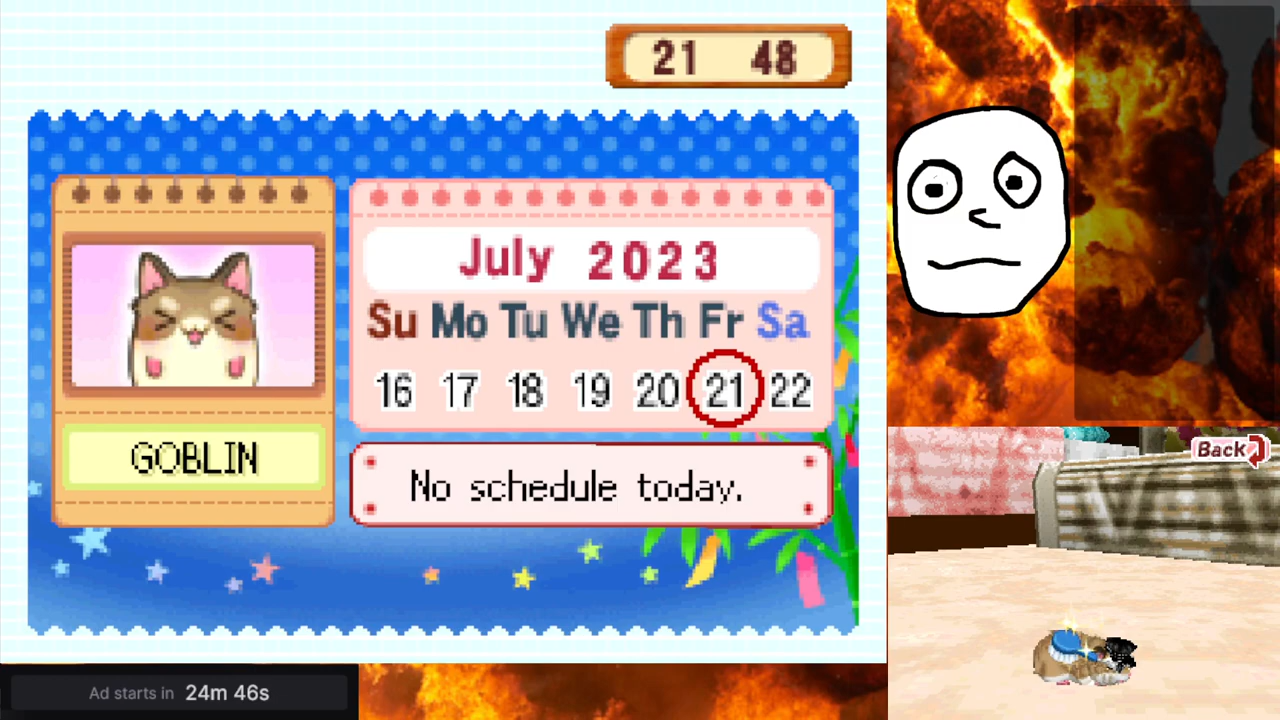 21 48
July 2023
Su Mo Tu We Th Fr Sa
16 17 18 19 20 21 22
GOBLIN
No schedule today.
Back
Ad starts in 24m 46s